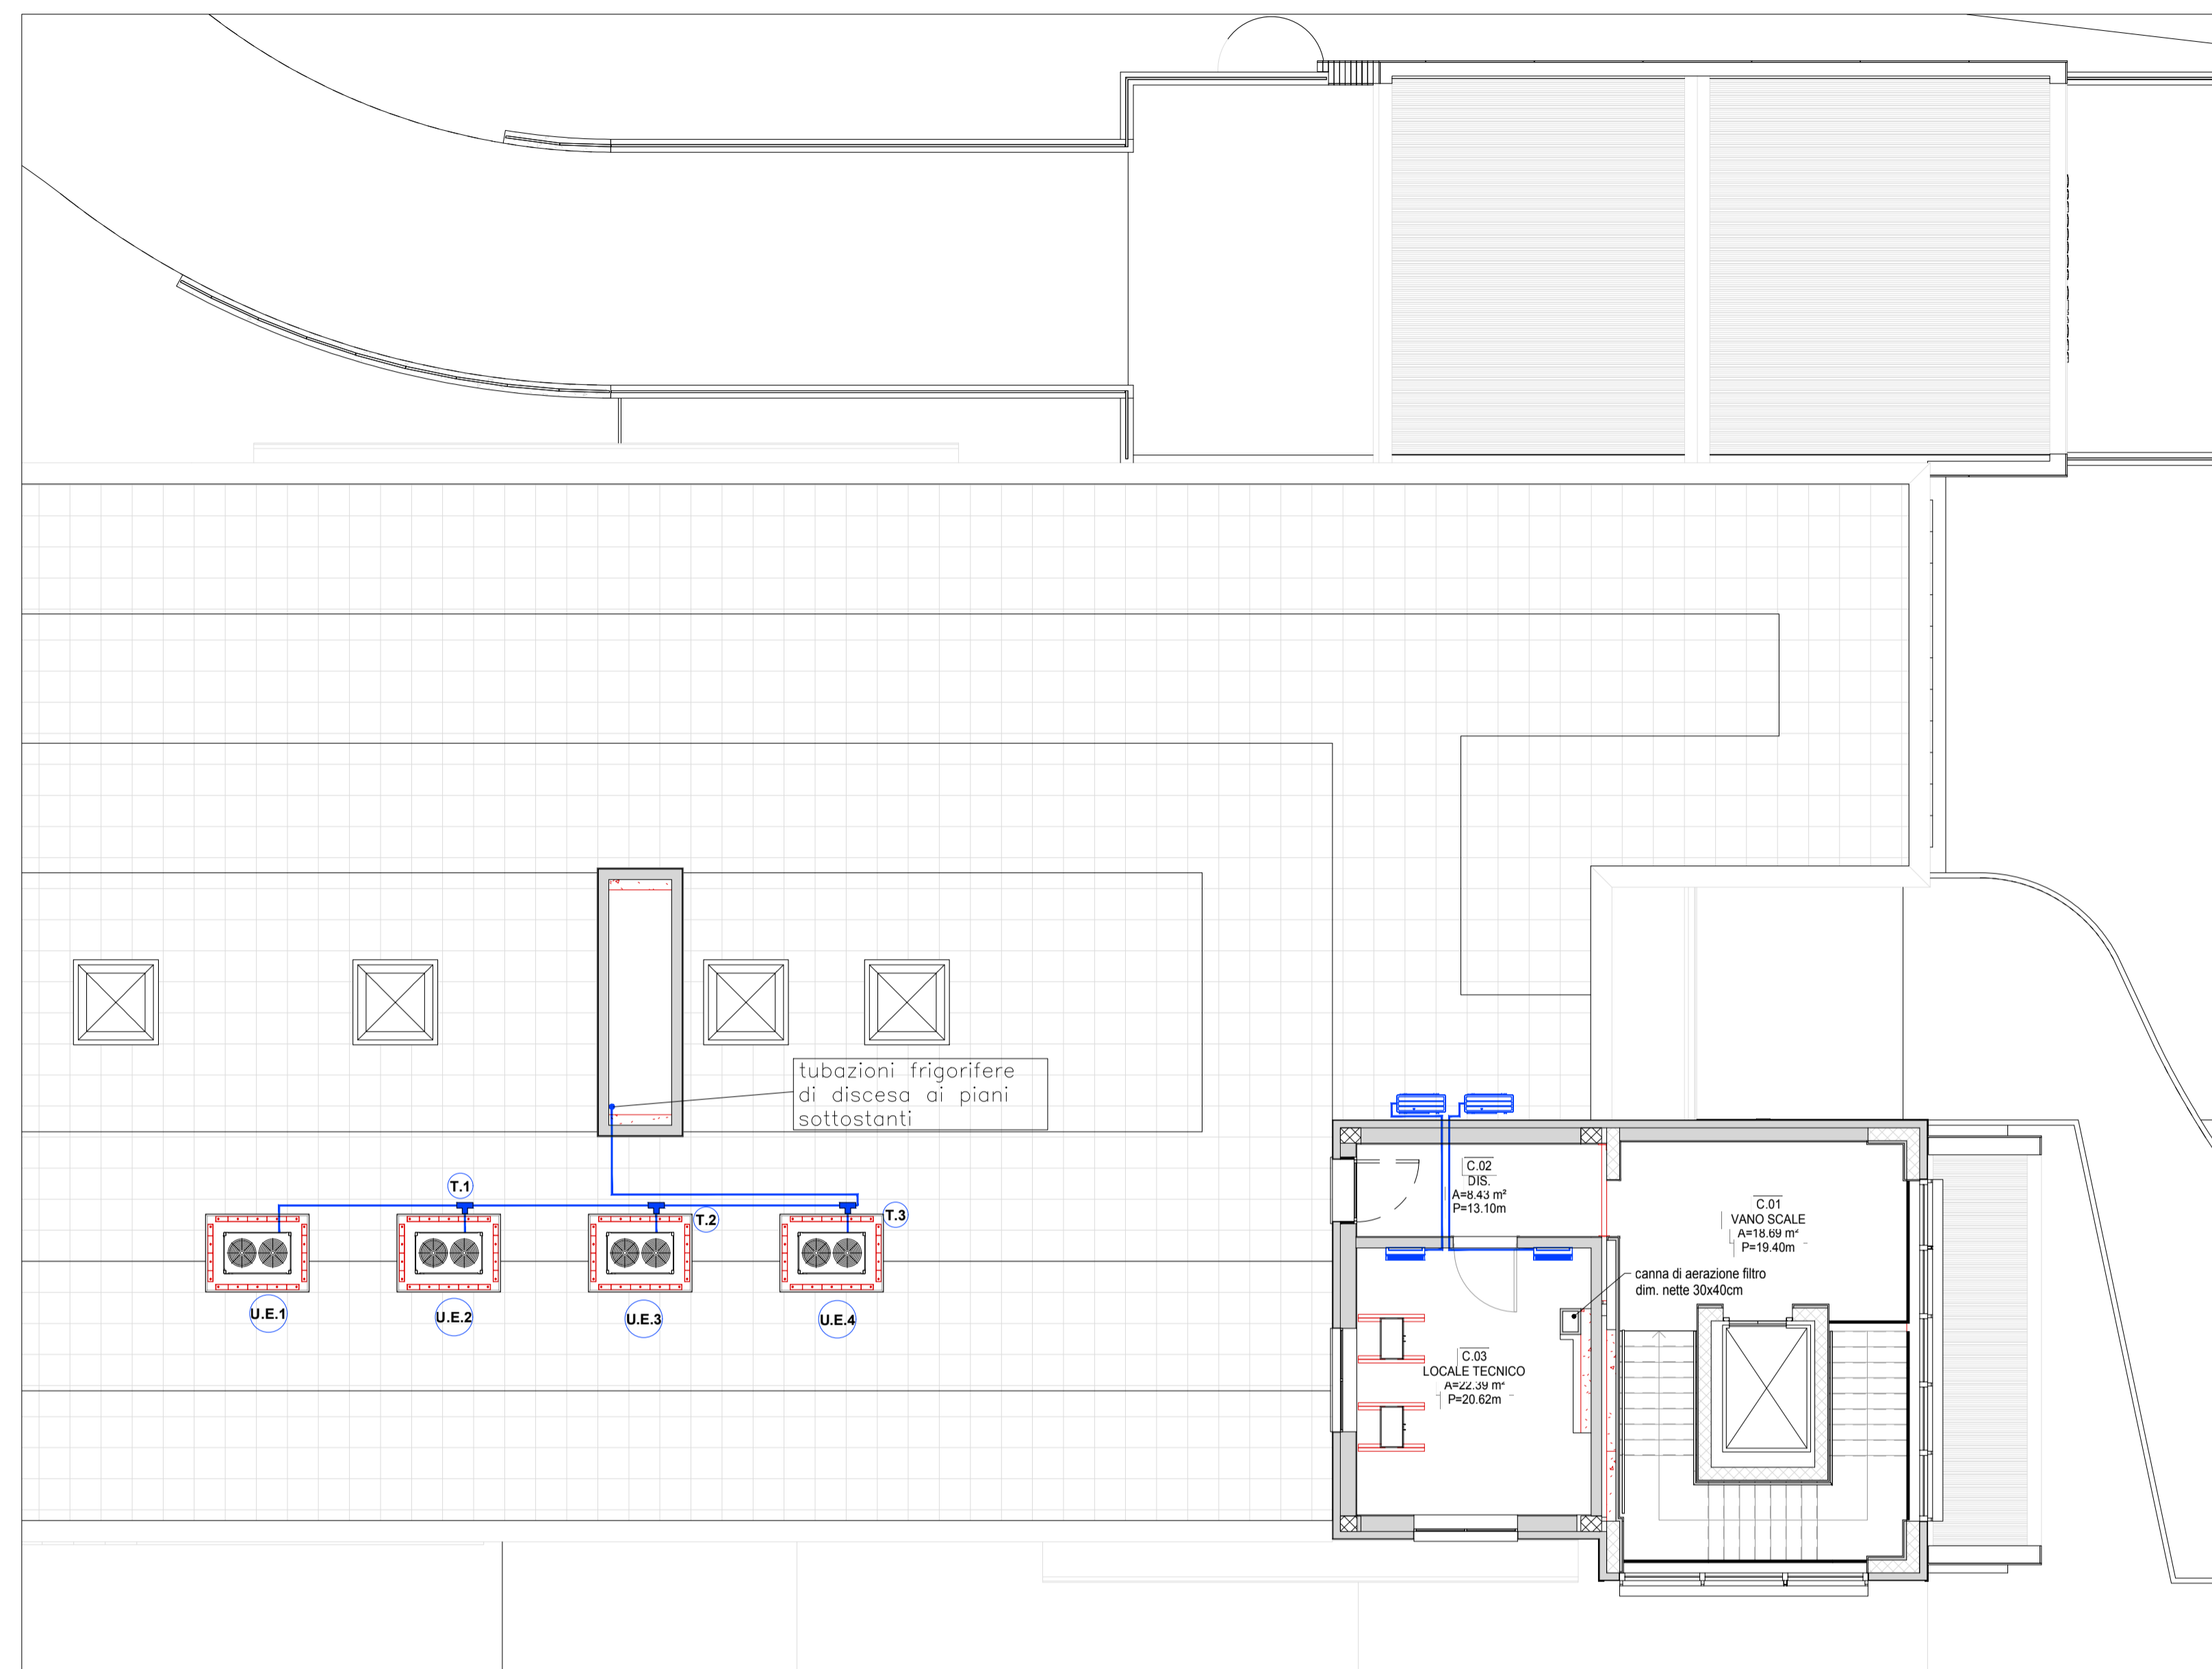 tubazioni frigorifere
di discesa ai piani
sottostanti
T.1
T.2
T.3
U.E.1
U.E.2
U.E.3
U.E.4
C.02
DIS.
A=8.43 m²
P=13.10m
C.01
VANO SCALE
A=18.69 m²
P=19.40m
canna di aerazione filtro
dim. nette 30x40cm
C.03
LOCALE TECNICO
A=22.39 m²
P=20.62m